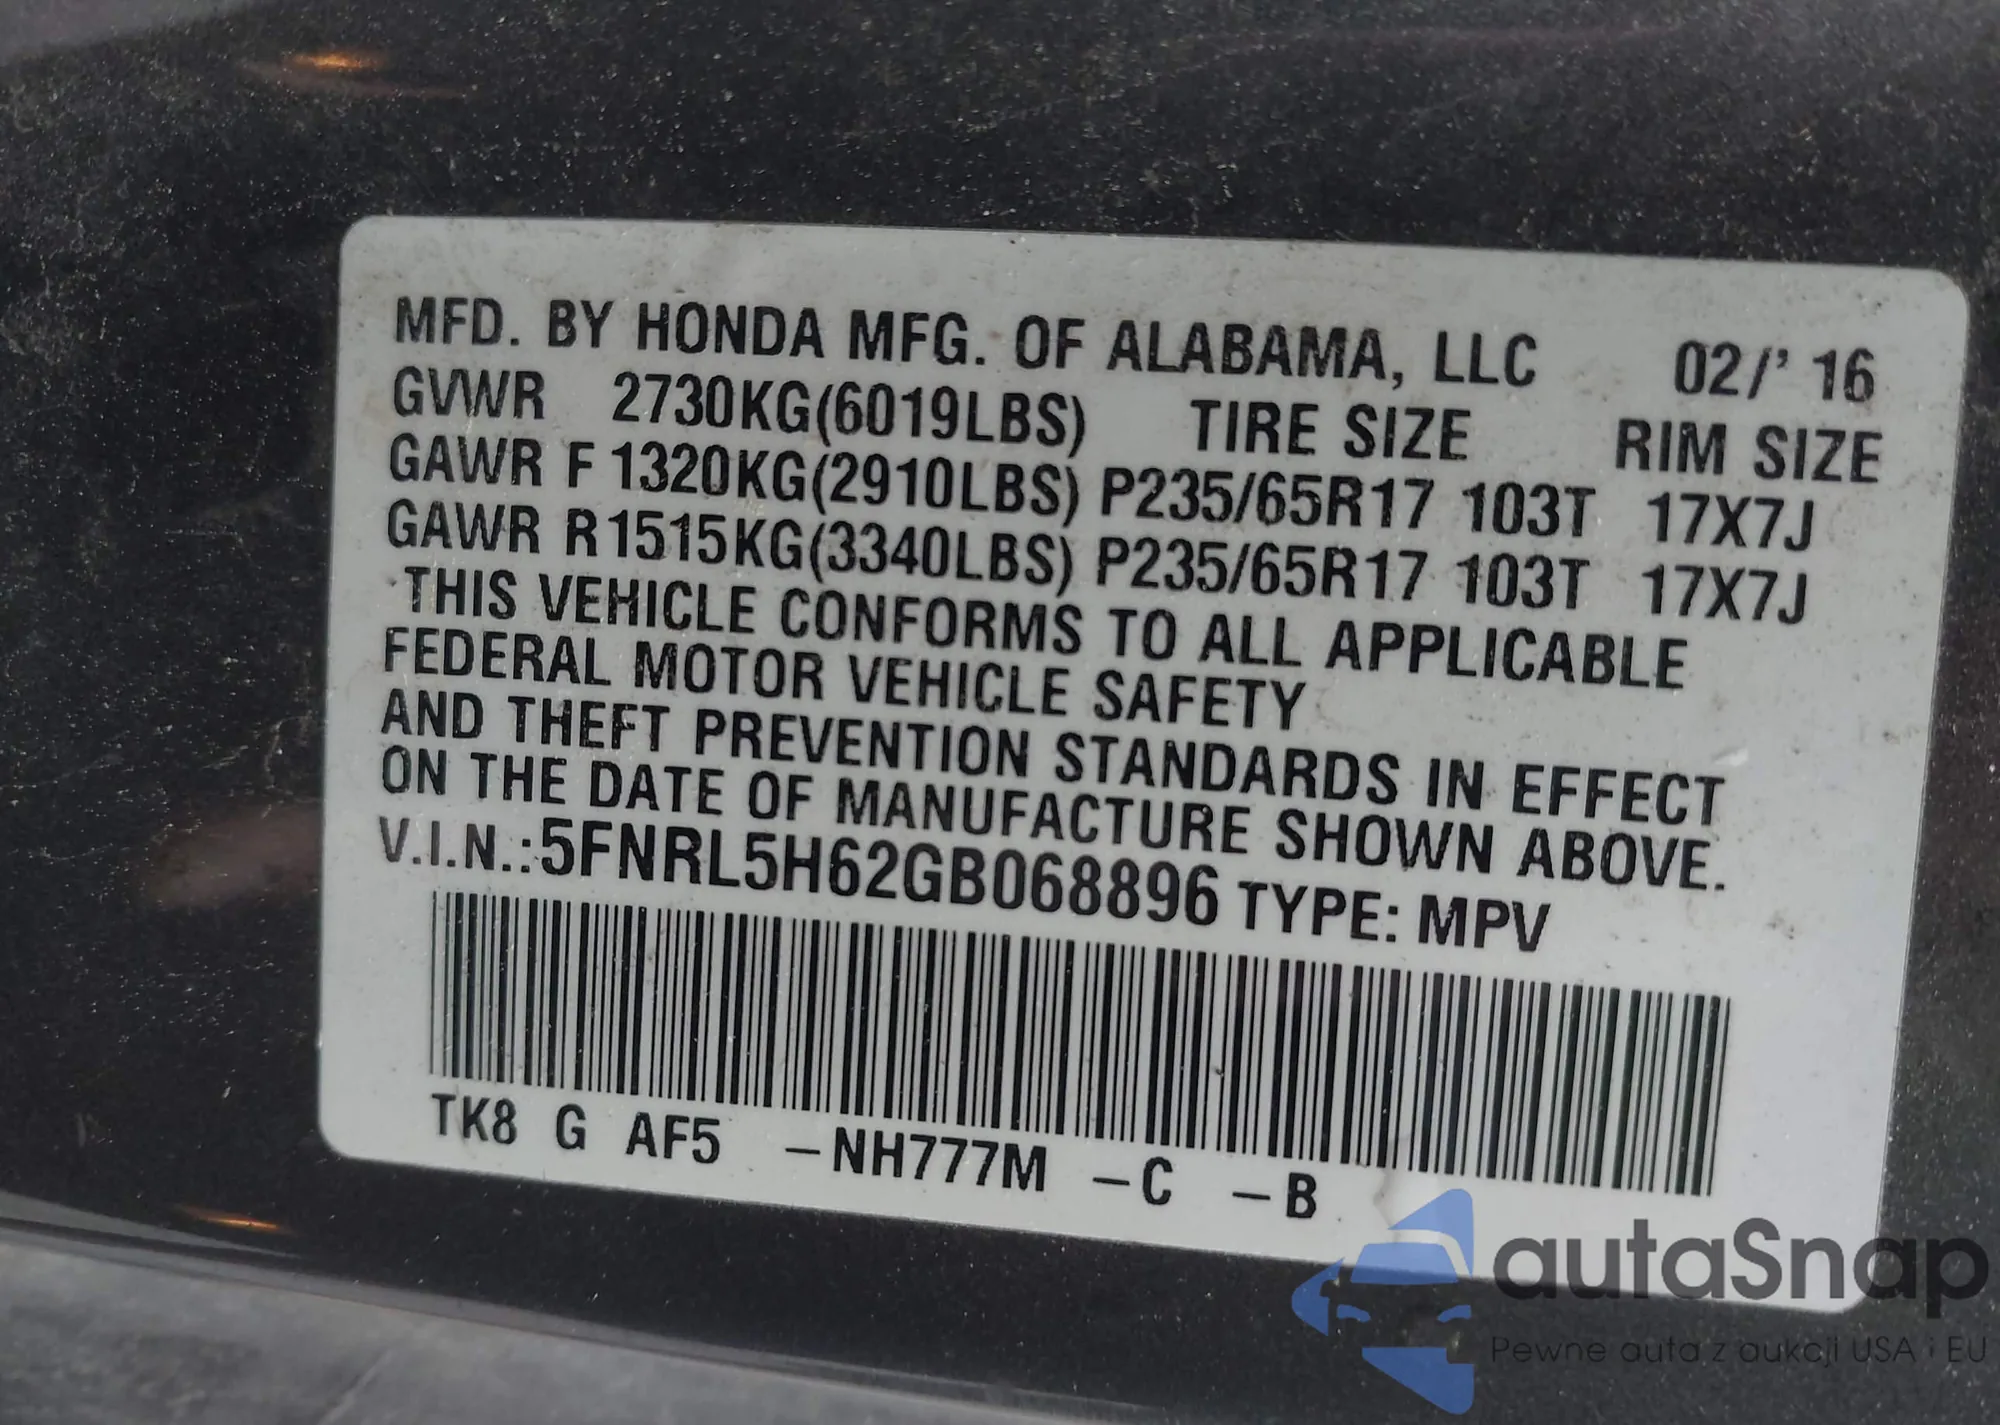 MFD. BY HONDA MFG. OF ALABAMA, LLC 02/' 16
GVWR 2730KG(6019LBS) TIRE SIZE RIM SIZE
GAWR F 1320KG(2910LBS) P235/65R17 103T 17X7J
GAWR R1515KG(3340LBS) P235/65R17 103T 17X7J
THIS VEHICLE CONFORMS TO ALL APPLICABLE
FEDERAL MOTOR VEHICLE SAFETY
AND THEFT PREVENTION STANDARDS IN EFFECT
ON THE DATE OF MANUFACTURE SHOWN ABOVE.
V.I.N.:5FNRL5H62GB068896 TYPE: MPV
TK8 G AF5 –NH777M –C –B
autaSnap
Pewne auta z aukcji USA i EU